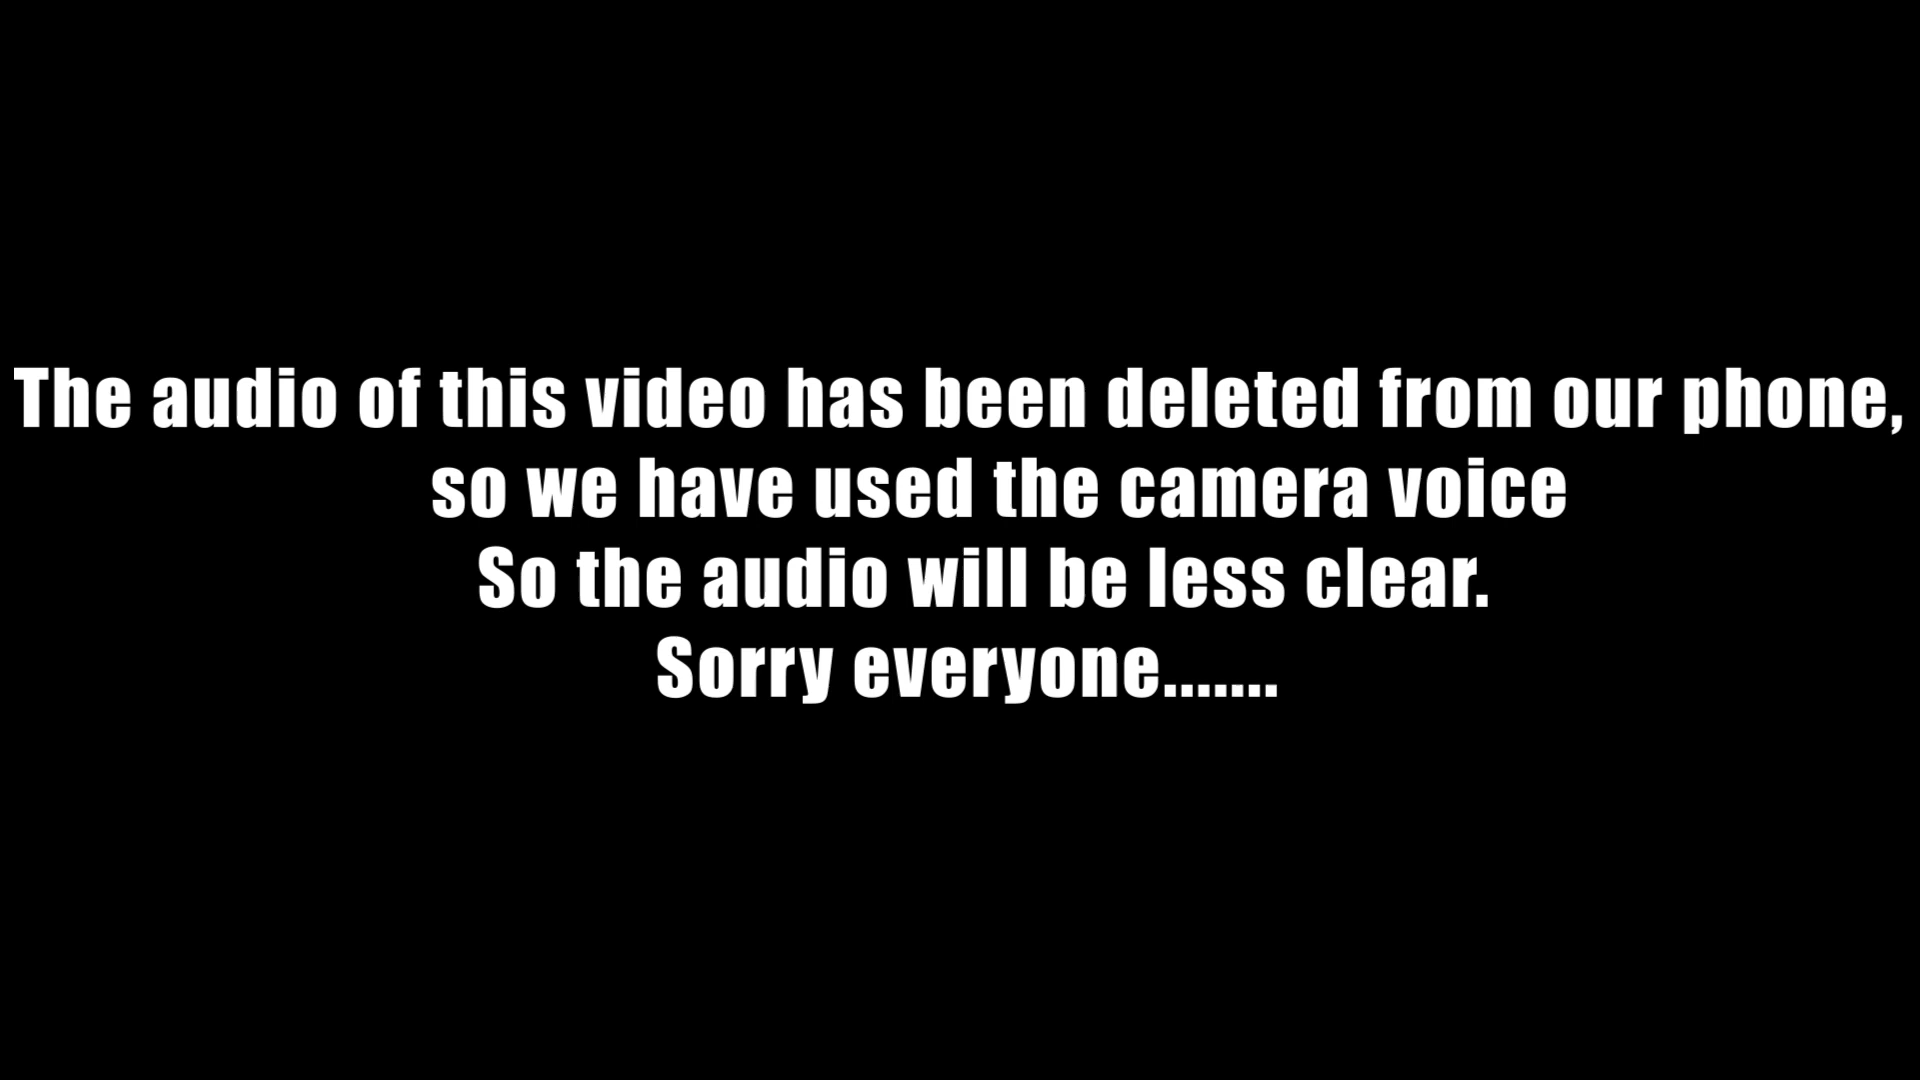 The audio of this video has been deleted from our phone,
so we have used the camera voice
So the audio will be less clear.
Sorry everyone.......